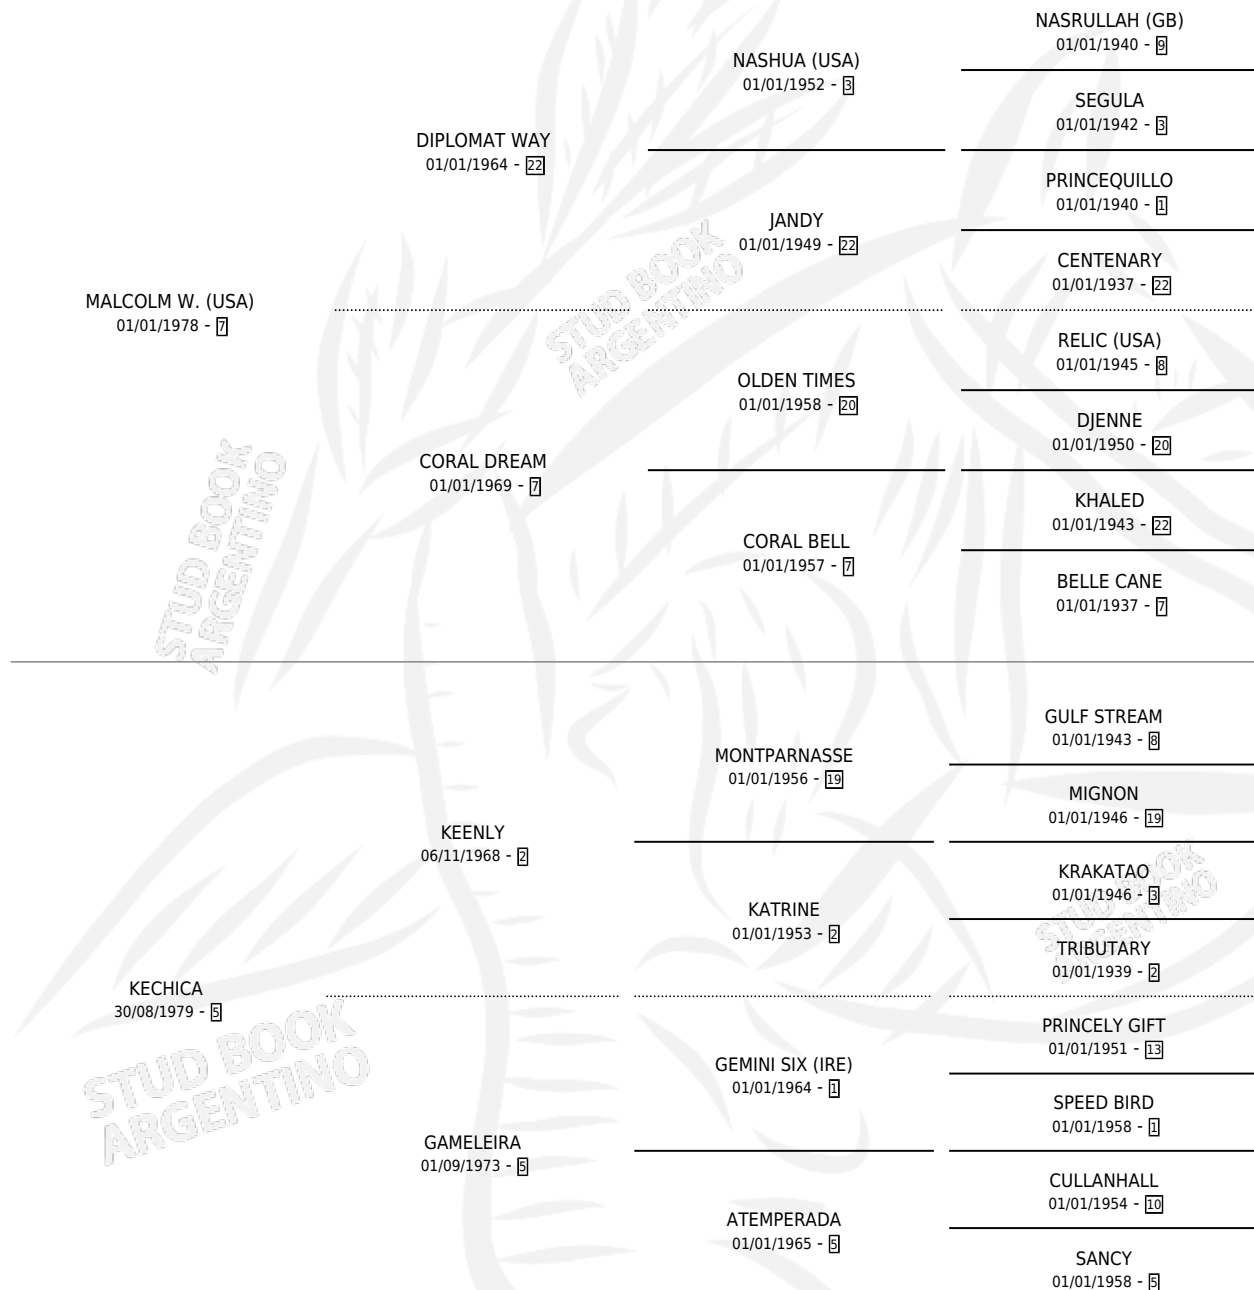 NASRULLAH (GB)
01/01/1940 - 9
NASHUA (USA)
01/01/1952 - 3
SEGULA
01/01/1942 - 3
DIPLOMAT WAY
01/01/1964 - 22
PRINCEQUILLO
01/01/1940 - 1
JANDY
01/01/1949 - 22
CENTENARY
01/01/1937 - 22
MALCOLM W. (USA)
01/01/1978 - 7
RELIC (USA)
01/01/1945 - 8
OLDEN TIMES
01/01/1958 - 20
DJENNE
01/01/1950 - 20
CORAL DREAM
01/01/1969 - 7
KHALED
01/01/1943 - 22
CORAL BELL
01/01/1957 - 7
BELLE CANE
01/01/1937 - 7
GULF STREAM
01/01/1943 - 8
MONTPARNASSE
01/01/1956 - 19
MIGNON
01/01/1946 - 19
KEENLY
06/11/1968 - 2
KRAKATAO
01/01/1946 - 3
KATRINE
01/01/1953 - 2
TRIBUTARY
01/01/1939 - 2
KECHICA
30/08/1979 - 5
PRINCELY GIFT
01/01/1951 - 13
GEMINI SIX (IRE)
01/01/1964 - 1
SPEED BIRD
01/01/1958 - 1
GAMELEIRA
01/09/1973 - 5
CULLANHALL
01/01/1954 - 10
ATEMPERADA
01/01/1965 - 5
SANCY
01/01/1958 - 5
STUD BOOK
ARGENTINO
STUD BOOK
ARGENTINO
STUD BOOK
ARGENTINO
STUD BOOK
ARGENTINO